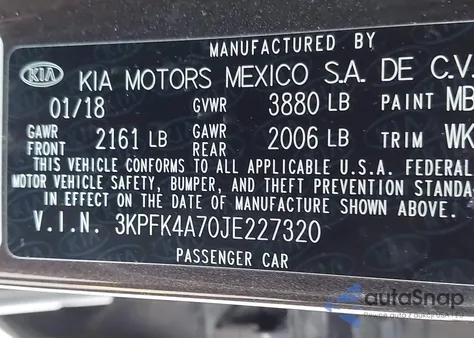 MANUFACTURED BY
KIA KIA MOTORS MEXICO S.A. DE C.V.
01/18 GVWR 3880 LB PAINT MB
GAWR FRONT 2161 LB GAWR REAR 2006 LB TRIM WK
THIS VEHICLE CONFORMS TO ALL APPLICABLE U.S.A. FEDERAL
MOTOR VEHICLE SAFETY, BUMPER, AND THEFT PREVENTION STANDA
IN EFFECT ON THE DATE OF MANUFACTURE SHOWN ABOVE.
V.I.N. 3KPFK4A70JE227320
PASSENGER CAR
autoSnap